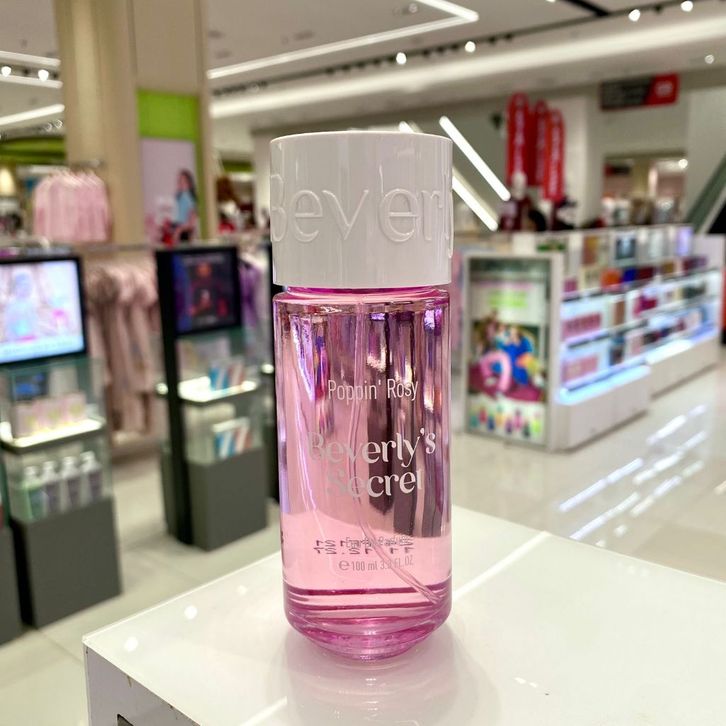 Beverly
Poppin' Rosy
Beverly's
Secret
℮ 100 ml 3.3 FL.OZ